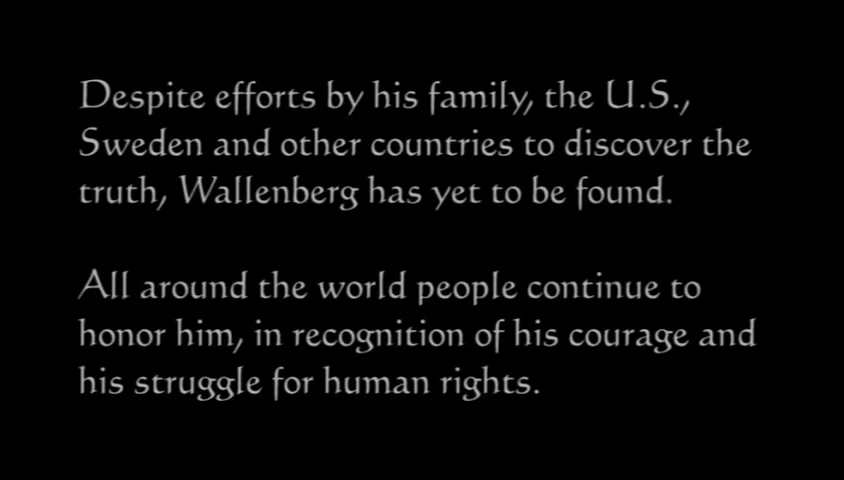 Despite efforts by his family, the U.S.,
Sweden and other countries to discover the
truth, Wallenberg has yet to be found.
All around the world people continue to
honor him, in recognition of his courage and
his struggle for human rights.